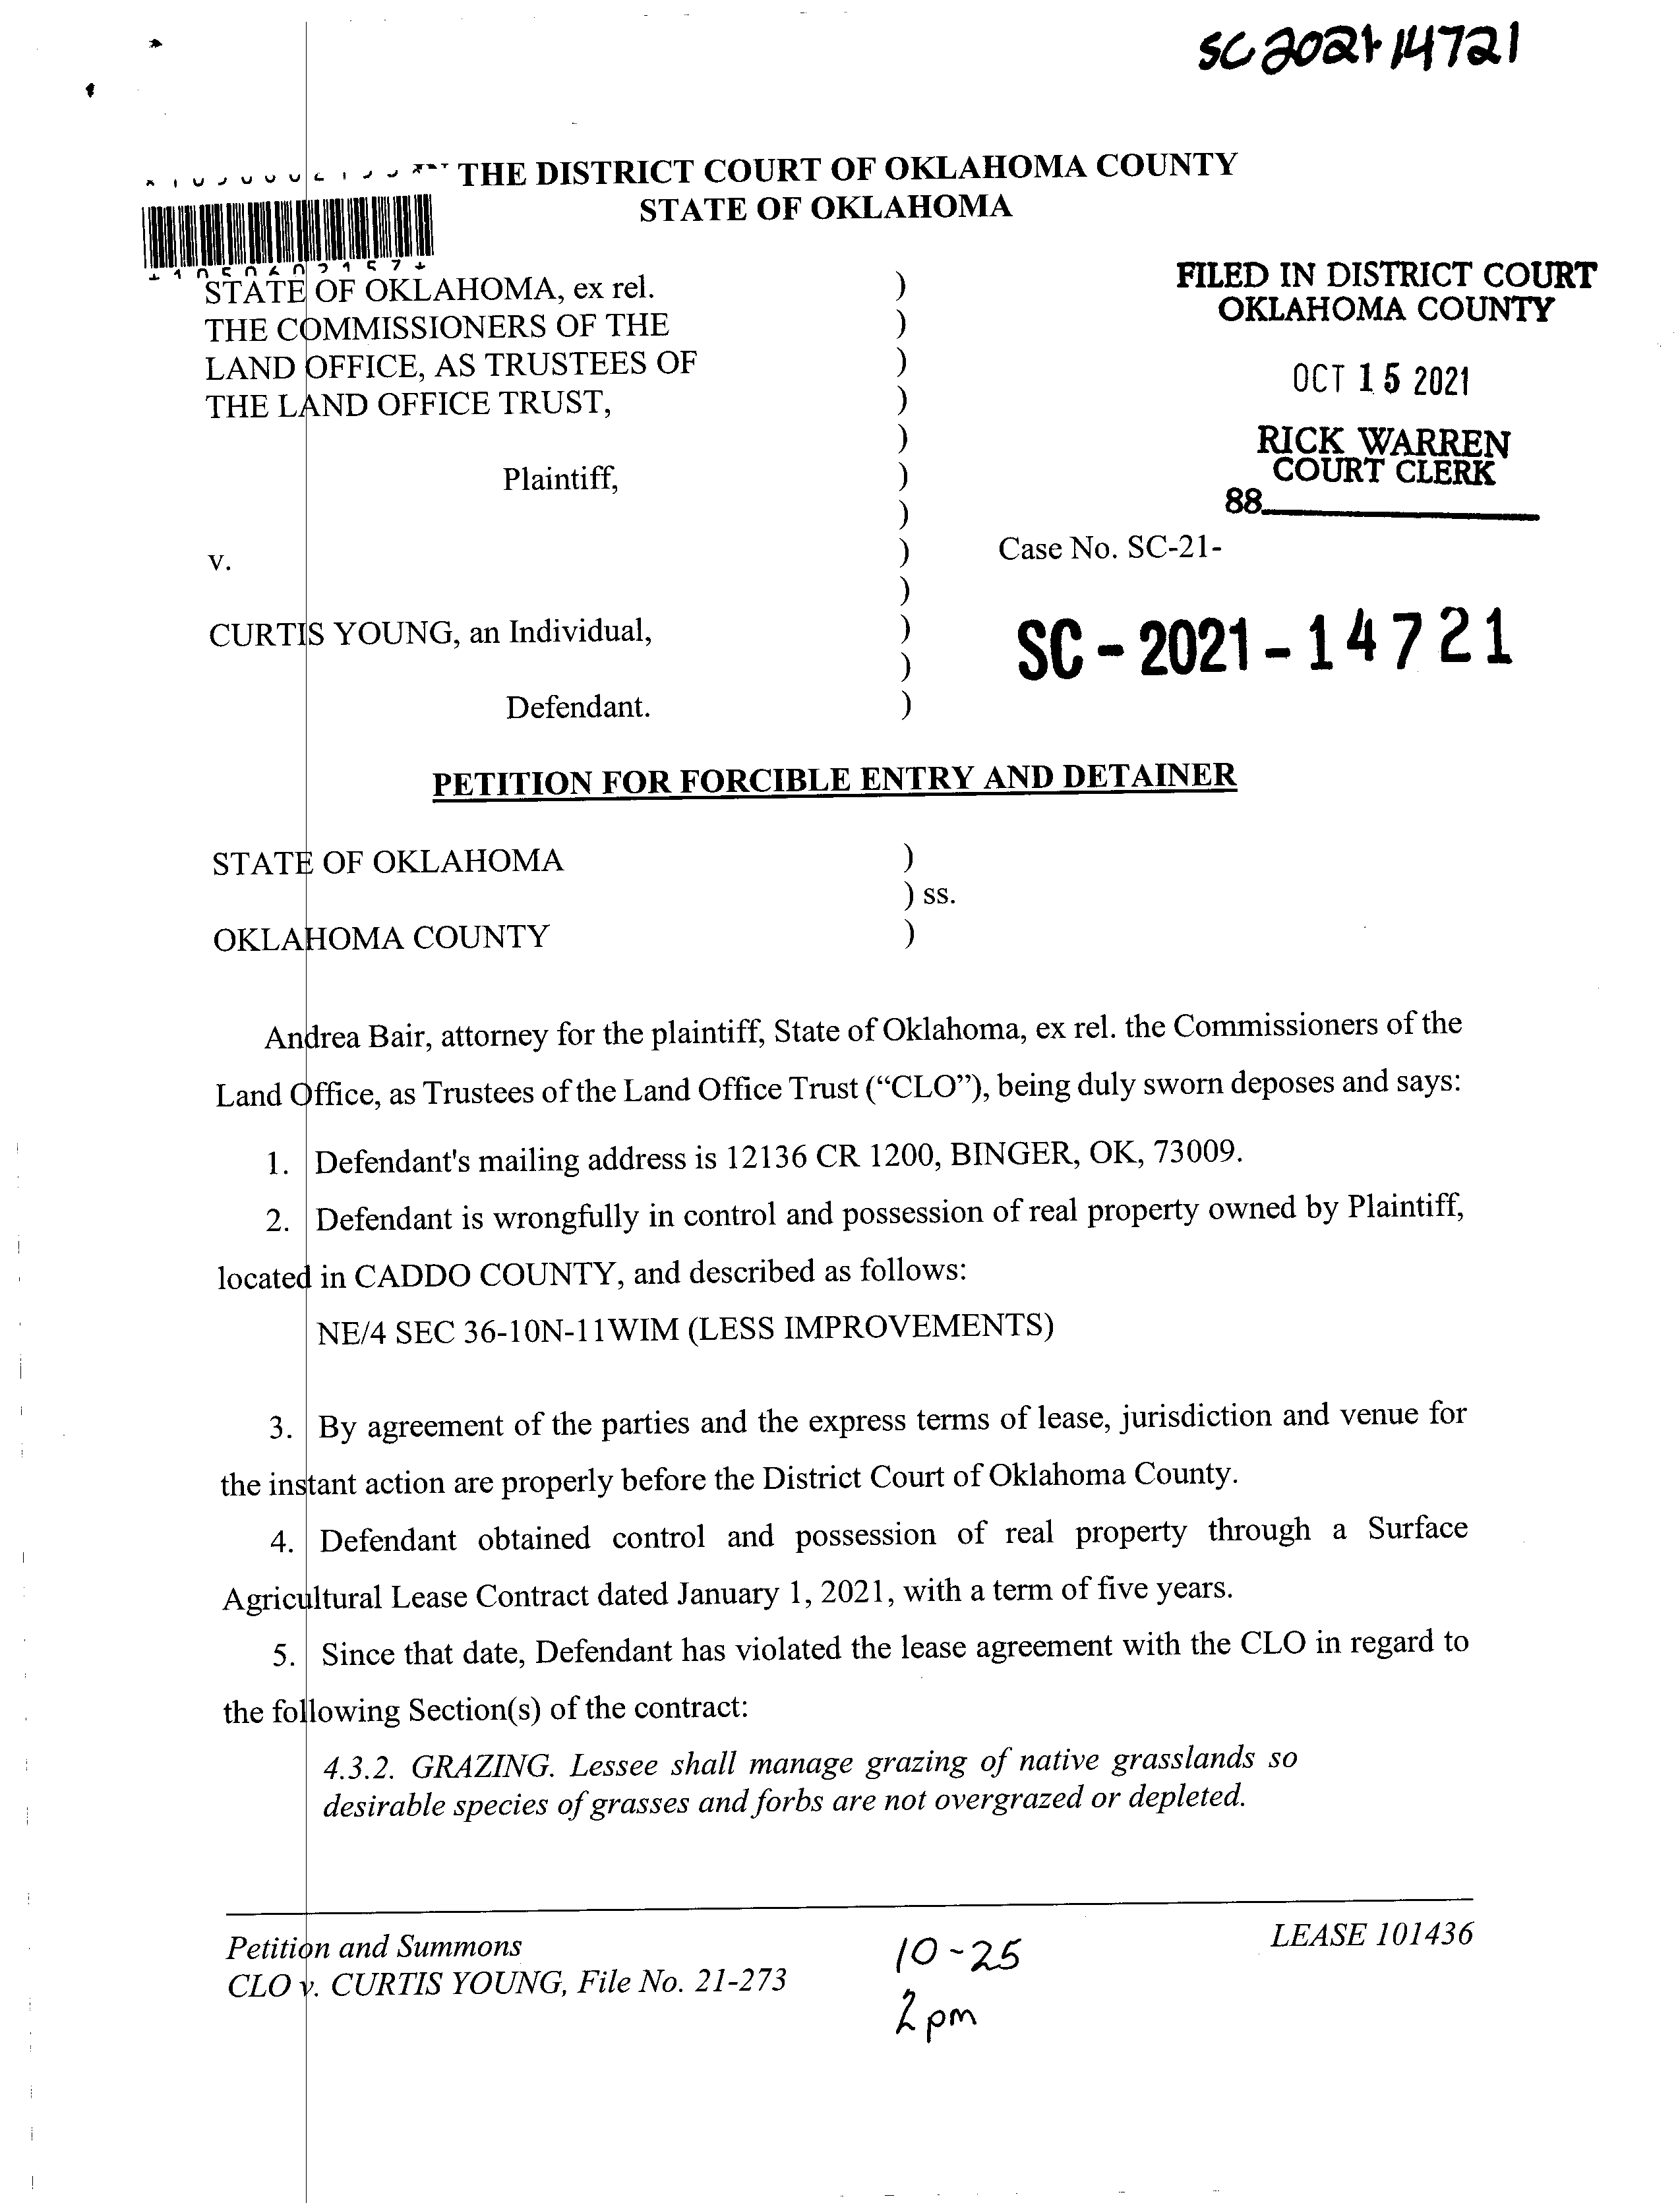 SC 2021-14721
THE DISTRICT COURT OF OKLAHOMA COUNTY
STATE OF OKLAHOMA
STATE OF OKLAHOMA, ex rel. )
THE COMMISSIONERS OF THE )
LAND OFFICE, AS TRUSTEES OF )
THE LAND OFFICE TRUST, )
)
Plaintiff, )
)
v. )
)
CURTIS YOUNG, an Individual, )
)
Defendant. )
FILED IN DISTRICT COURT
OKLAHOMA COUNTY
OCT 15 2021
RICK WARREN
COURT CLERK
88
Case No. SC-21-
SC-2021-14721
PETITION FOR FORCIBLE ENTRY AND DETAINER
STATE OF OKLAHOMA )
) ss.
OKLAHOMA COUNTY )
Andrea Bair, attorney for the plaintiff, State of Oklahoma, ex rel. the Commissioners of the
Land Office, as Trustees of the Land Office Trust (“CLO”), being duly sworn deposes and says:
1. Defendant's mailing address is 12136 CR 1200, BINGER, OK, 73009.
2. Defendant is wrongfully in control and possession of real property owned by Plaintiff,
located in CADDO COUNTY, and described as follows:
NE/4 SEC 36-10N-11WIM (LESS IMPROVEMENTS)
3. By agreement of the parties and the express terms of lease, jurisdiction and venue for
the instant action are properly before the District Court of Oklahoma County.
4. Defendant obtained control and possession of real property through a Surface
Agricultural Lease Contract dated January 1, 2021, with a term of five years.
5. Since that date, Defendant has violated the lease agreement with the CLO in regard to
the following Section(s) of the contract:
4.3.2. GRAZING. Lessee shall manage grazing of native grasslands so
desirable species of grasses and forbs are not overgrazed or depleted.
Petition and Summons
CLO v. CURTIS YOUNG, File No. 21-273
10-25
2 pm
LEASE 101436